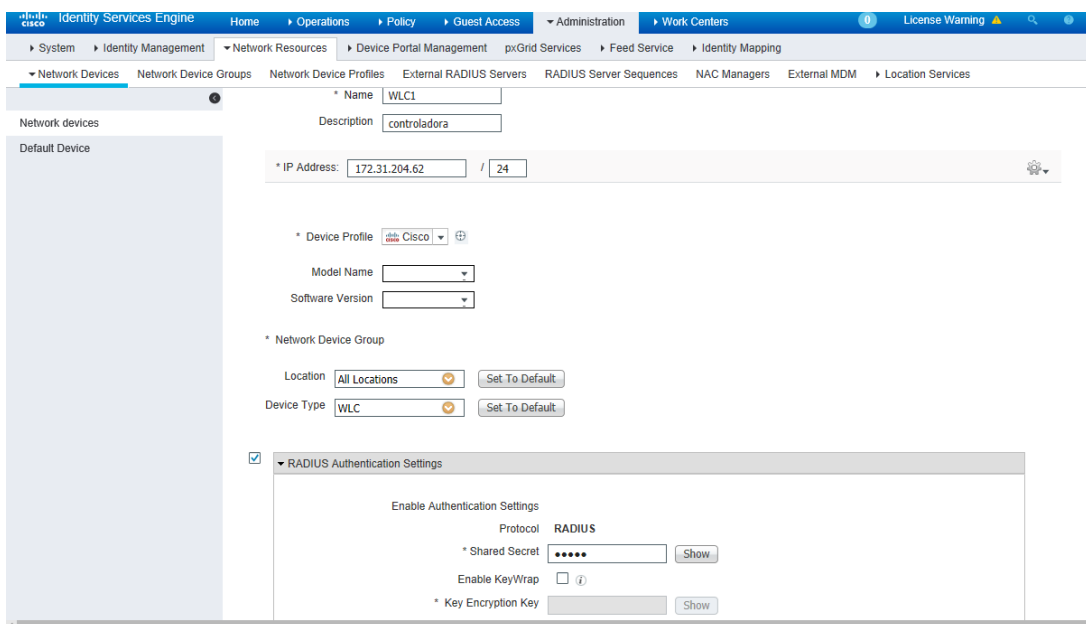 cisco Identity Services Engine Home Operations Policy Guest Access Administration Work Centers 0 License Warning
System Identity Management Network Resources Device Portal Management pxGrid Services Feed Service Identity Mapping
Network Devices Network Device Groups Network Device Profiles External RADIUS Servers RADIUS Server Sequences NAC Managers External MDM Location Services
Network devices
Default Device
* Name WLC1
Description controladora
* IP Address: 172.31.204.62 / 24
* Device Profile Cisco
Model Name
Software Version
* Network Device Group
Location All Locations Set To Default
Device Type WLC Set To Default
RADIUS Authentication Settings
Enable Authentication Settings
Protocol RADIUS
* Shared Secret ••••• Show
Enable KeyWrap i
* Key Encryption Key Show